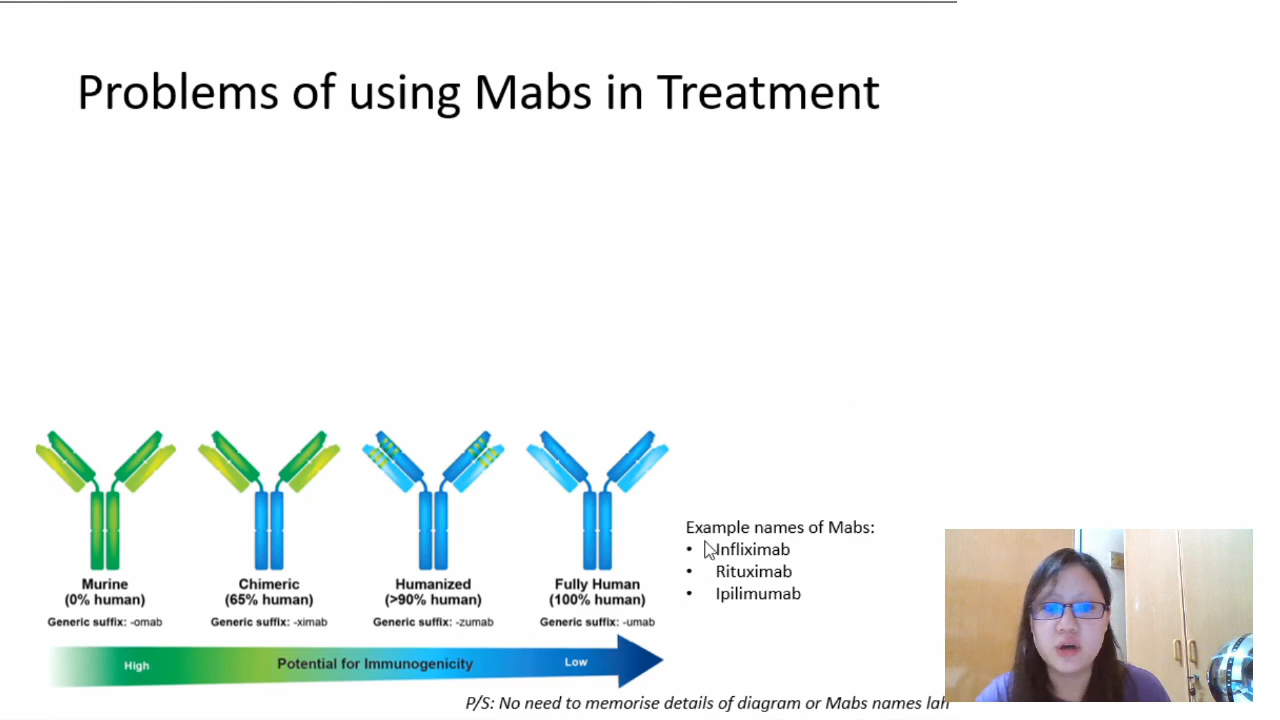 Problems of using Mabs in Treatment
Murine
(0% human)
Generic suffix: -omab
Chimeric
(65% human)
Generic suffix: -ximab
Humanized
(>90% human)
Generic suffix: -zumab
Fully Human
(100% human)
Generic suffix: -umab
High
Potential for Immunogenicity
Low
Example names of Mabs:
• Infliximab
• Rituximab
• Ipilimumab
P/S: No need to memorise details of diagram or Mabs names lah